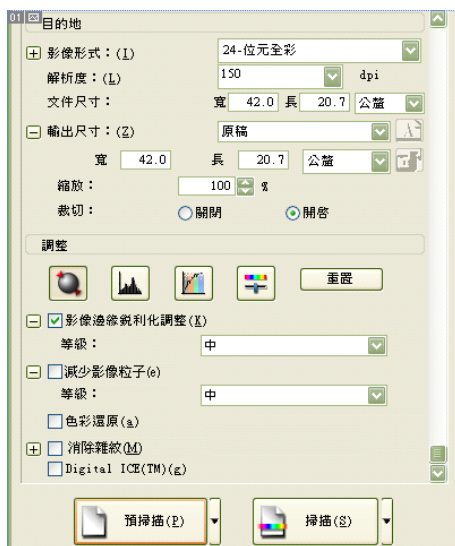 01
目的地
影像形式：(I) 24-位元全彩
解析度：(L) 150 dpi
文件尺寸： 寬 42.0 長 20.7 公釐
輸出尺寸：(Z) 原稿
寬 42.0 長 20.7 公釐
縮放： 100 %
裁切： 關閉 開啓
調整
重置
影像邊緣銳利化調整(K)
等級： 中
減少影像粒子(e)
等級： 中
色彩還原(a)
消除雜紋(M)
Digital ICE(TM)(g)
預掃描(P) 掃描(S)